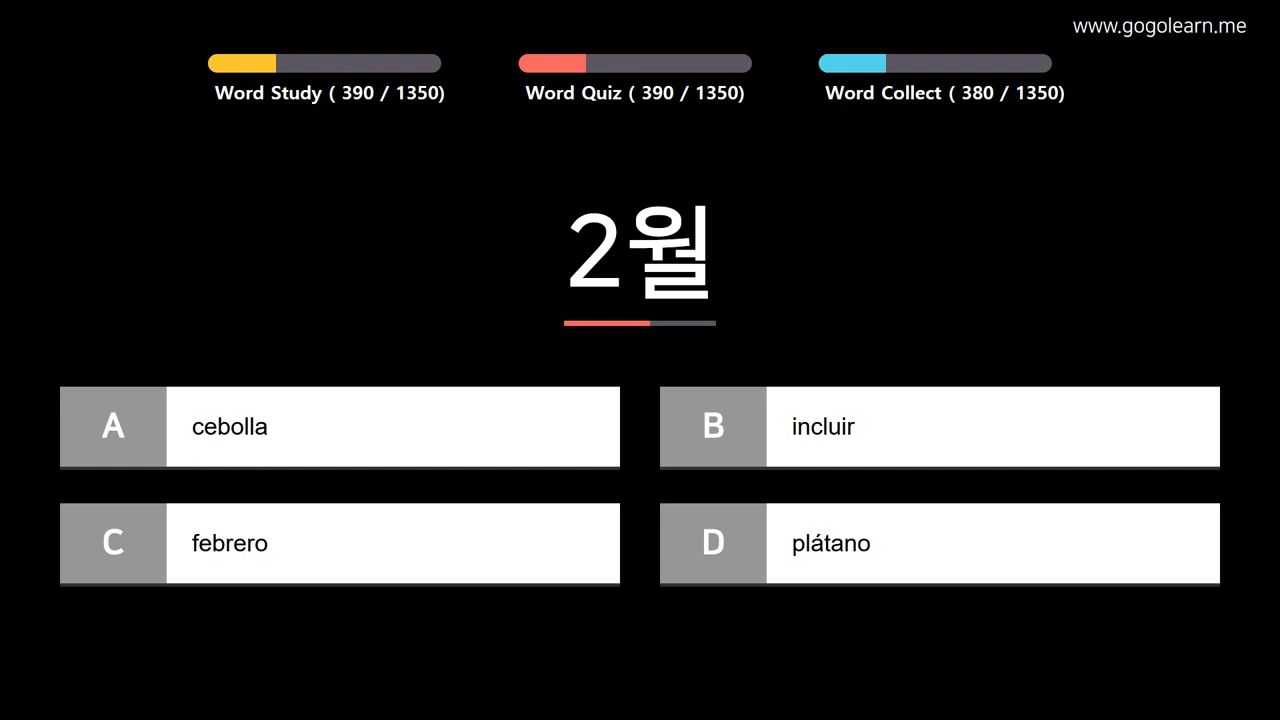 www.gogolearn.me
Word Study ( 390 / 1350)
Word Quiz ( 390 / 1350)
Word Collect ( 380 / 1350)
2월
A
cebolla
B
incluir
C
febrero
D
plátano